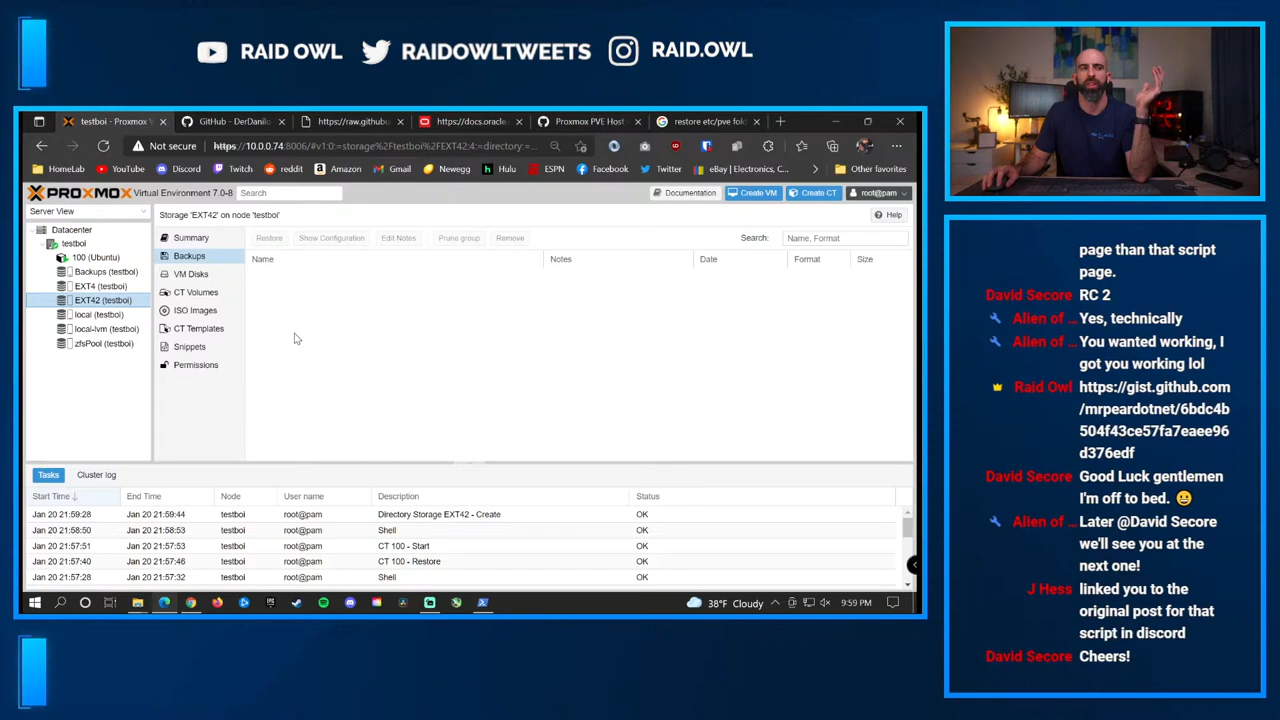 RAID OWL
RAIDOWLTWEETS
RAID.OWL
testboi - Proxmox V
GitHub - DerDanilo
https://raw.githubu
https://docs.oracle.
Proxmox PVE Host
restore etc/pve fold
Not secure
https://10.0.0.74:8006/#v1:0:=storage%2Ftestboi%2FEXT42:4:=directory:=...
HomeLab
YouTube
Twitch
reddit
Amazon
Gmail
Newegg
Hulu
ESPN
Facebook
eBay | Electronics,...
Other favorites
PROXMOX
Virtual Environment 7.0-8
Search
Documentation
Create VM
Create CT
root@pam
Server View
Storage 'EXT42' on node 'testboi'
Help
Datacenter
testboi
100 (Ubuntu)
Backups (testboi)
EXT4 (testboi)
EXT42 (testboi)
local (testboi)
local-lvm (testboi)
zfsPool (testboi)
Summary
Backups
VM Disks
CT Volumes
ISO Images
CT Templates
Snippets
Permissions
Restore
Show Configuration
Edit Notes
Prune group
Remove
Search:
Name, Format
Name
Notes
Date
Format
Size
Tasks
Cluster log
Start Time
End Time
Node
User name
Description
Status
Jan 20 21:59:28 Jan 20 21:59:44 testboi root@pam Directory Storage EXT42 - Create OK
Jan 20 21:58:50 Jan 20 21:58:53 testboi root@pam Shell OK
Jan 20 21:57:51 Jan 20 21:57:53 testboi root@pam CT 100 - Start OK
Jan 20 21:57:40 Jan 20 21:57:46 testboi root@pam CT 100 - Restore OK
Jan 20 21:57:28 Jan 20 21:57:32 testboi root@pam Shell OK
38°F Cloudy
9:59 PM
page than that script
page.
David Secore RC 2
Alien of ... Yes, technically
Alien of ... You wanted working, I
got you working lol
Raid Owl https://gist.github.com
/mrpeardotnet/6bdc4b
504f43ce57fa7eaee96
d376edf
David Secore Good Luck gentlemen
I'm off to bed. 😀
Alien of ... Later @David Secore
we'll see you at the
next one!
J Hess linked you to the
original post for that
script in discord
David Secore Cheers!